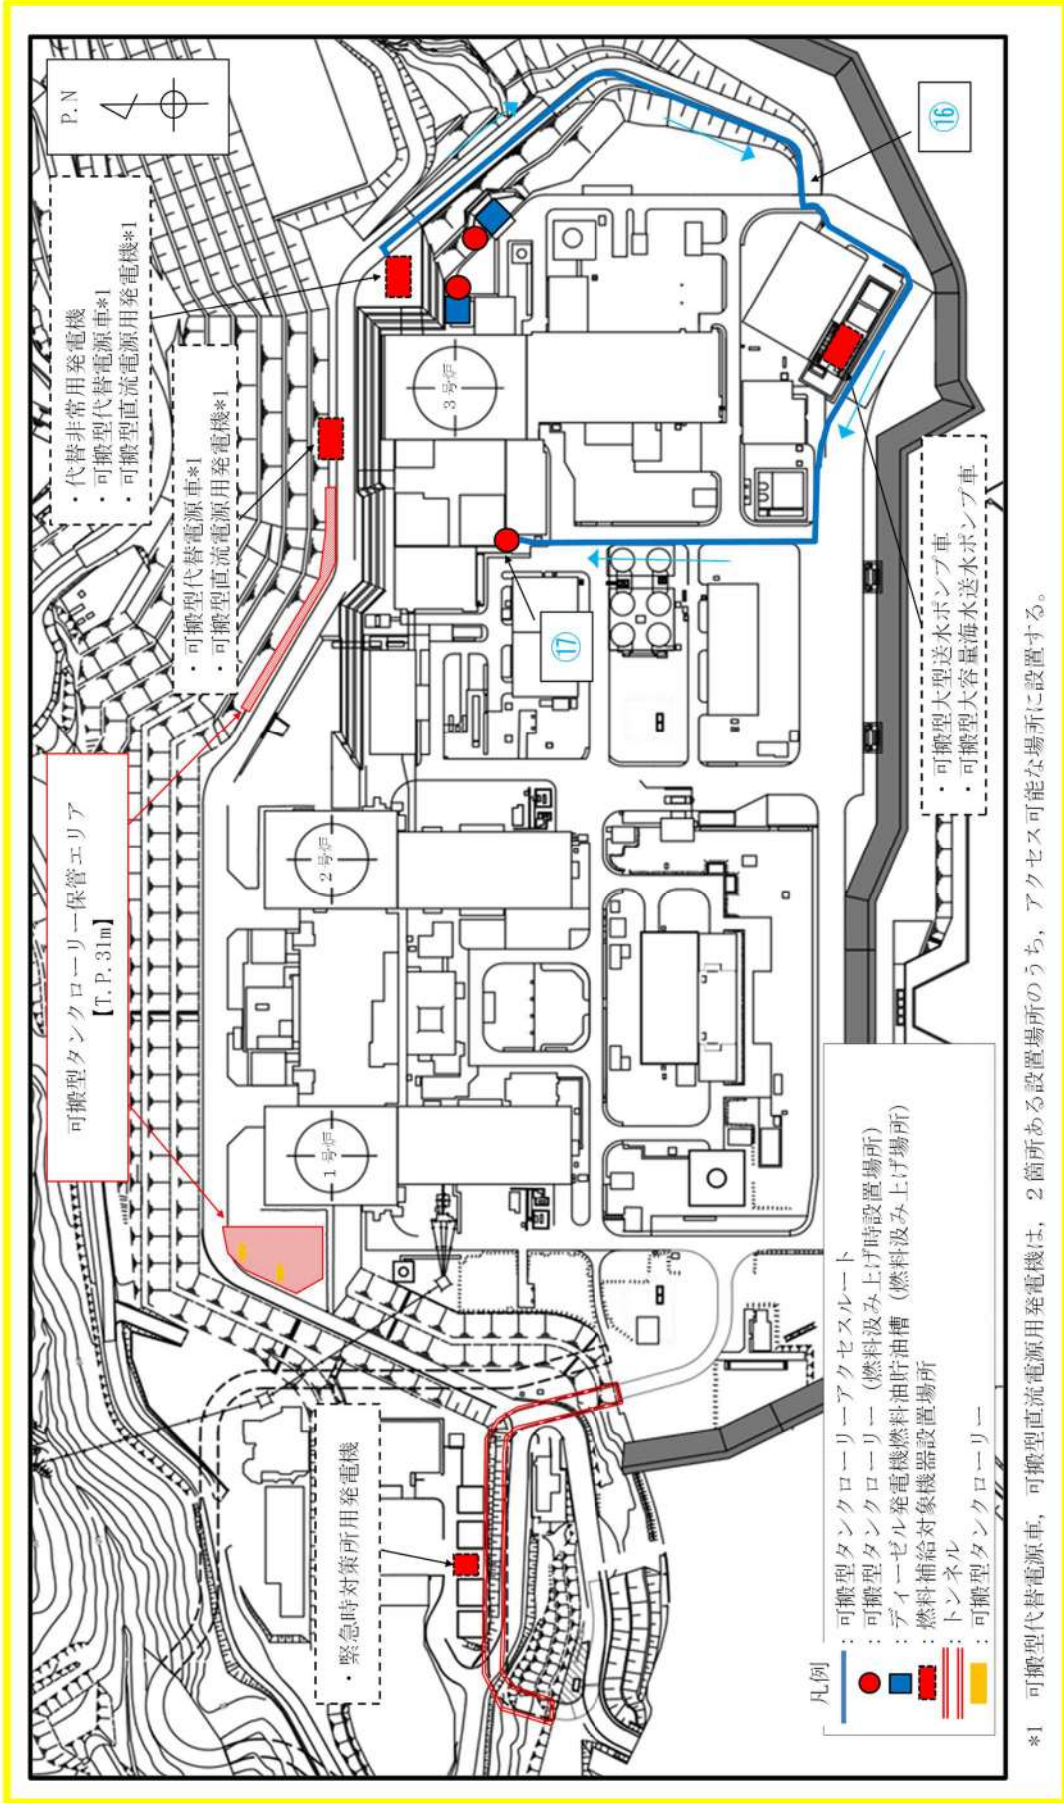 P.N
・代替非常用発電機
・可搬型代替電源車*1
・可搬型直流電源用発電機*1
・可搬型代替電源車*1
・可搬型直流電源用発電機*1
可搬型タンクローリー保管エリア
【T.P.31m】
・緊急時対策所用発電機
1号炉
2号炉
3号炉
⑯
⑰
・可搬型大型送水ポンプ車
・可搬型大容量海水送水ポンプ車
凡例
：可搬型タンクローリーアクセスルート
：可搬型タンクローリー（燃料汲み上げ時設置場所）
：ディーゼル発電機燃料油貯油槽（燃料汲み上げ場所）
：燃料補給対象機器設置場所
：トンネル
：可搬型タンクローリー
*1　可搬型代替電源車，可搬型直流電源用発電機は，2箇所ある設置場所のうち，アクセス可能な場所に設置する。